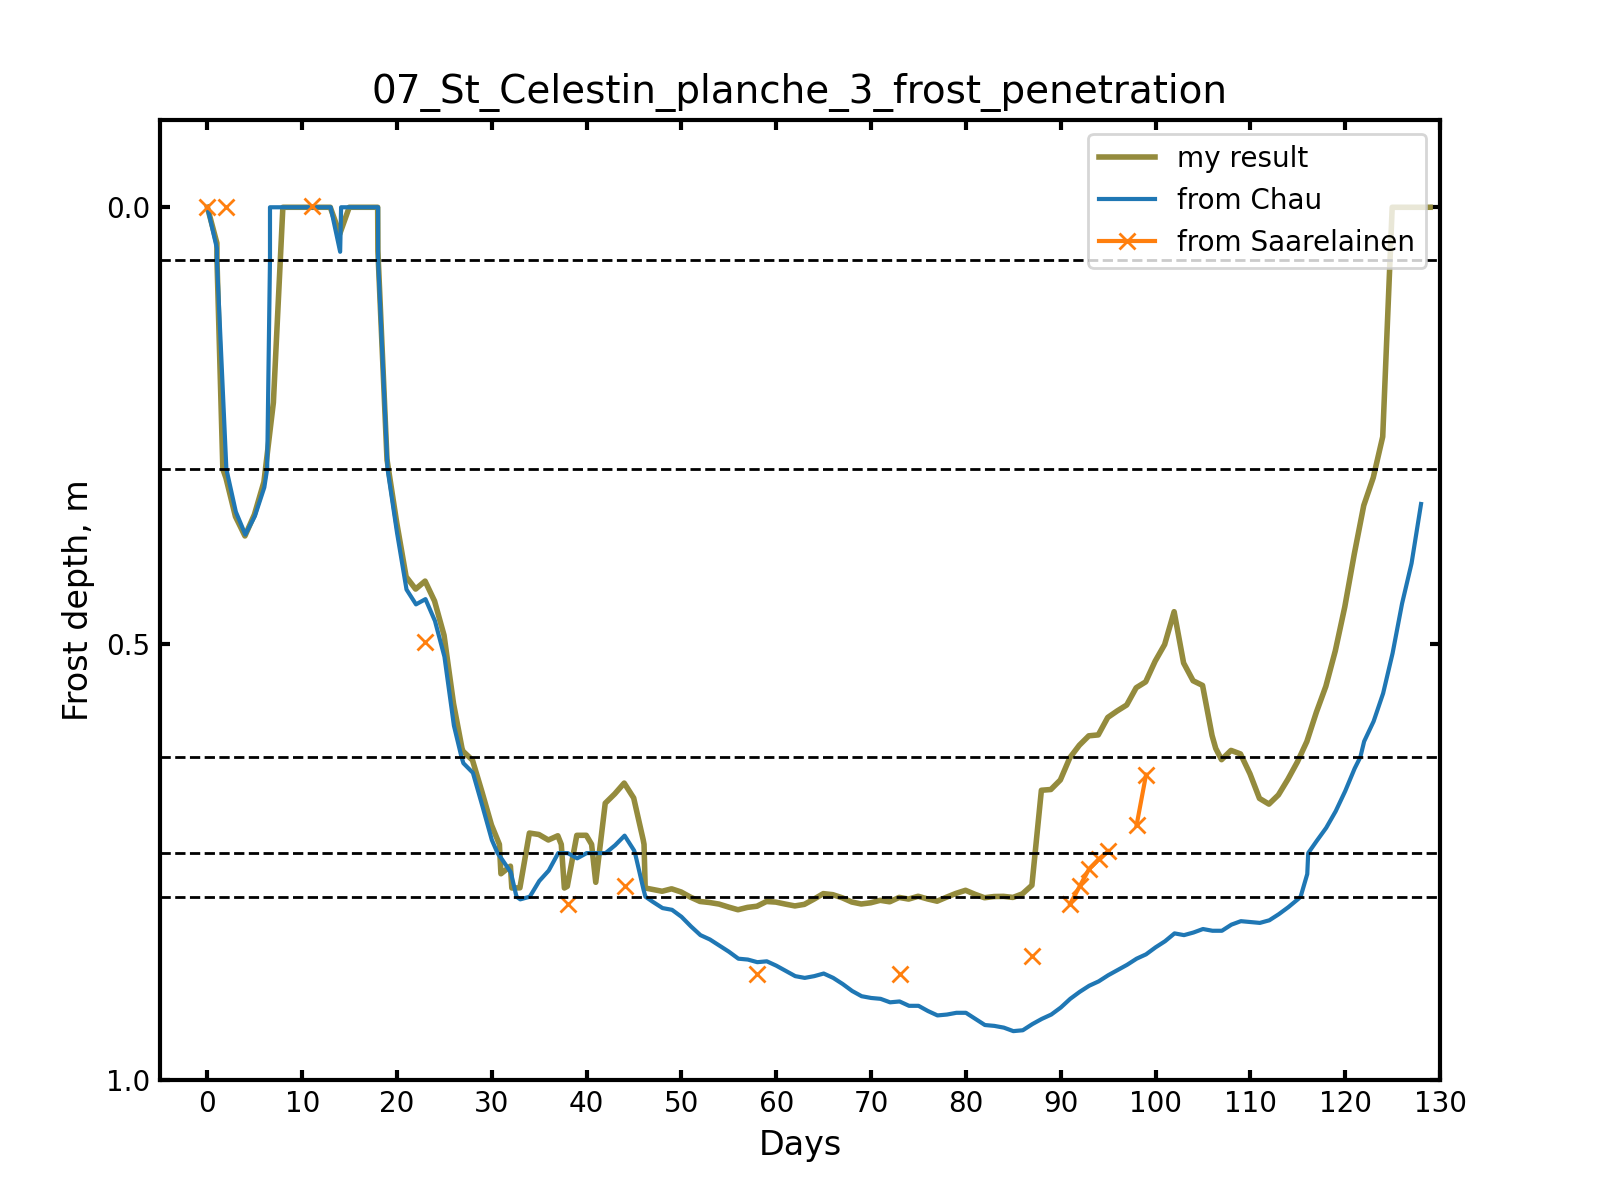 07_St_Celestin_planche_3_frost_penetration
my result
from Chau
from Saarelainen
0.0
0.5
1.0
Frost depth, m
0 10 20 30 40 50 60 70 80 90 100 110 120 130
Days